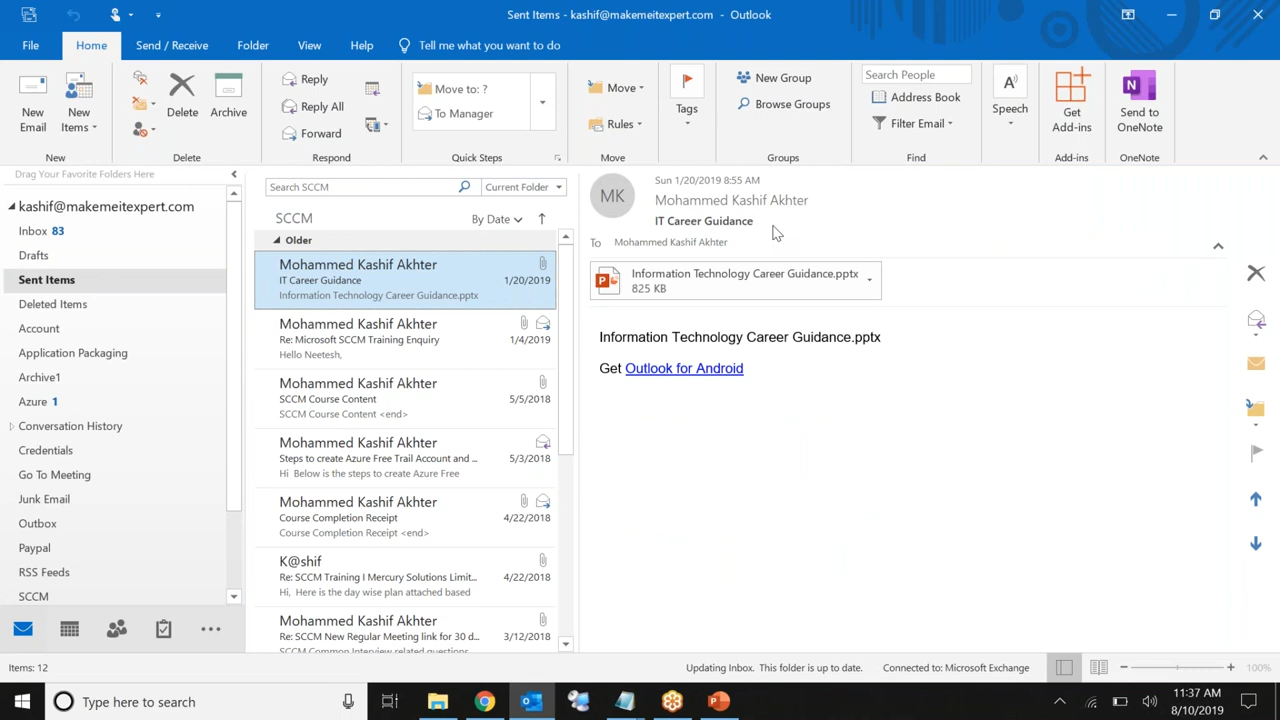 Sent Items - kashif@makemeitexpert.com - Outlook
File Home Send / Receive Folder View Help Tell me what you want to do
New Email
New Items
Delete
Archive
Reply
Reply All
Forward
Move to: ?
To Manager
Move
Rules
Tags
New Group
Browse Groups
Search People
Address Book
Filter Email
Speech
Get Add-ins
Send to OneNote
New Delete Respond Quick Steps Move Groups Find Add-ins OneNote
Drag Your Favorite Folders Here
kashif@makemeitexpert.com
Inbox 83
Drafts
Sent Items
Deleted Items
Account
Application Packaging
Archive1
Azure 1
Conversation History
Credentials
Go To Meeting
Junk Email
Outbox
Paypal
RSS Feeds
SCCM
Search SCCM
Current Folder
SCCM
By Date
Older
Mohammed Kashif Akhter
IT Career Guidance 1/20/2019
Information Technology Career Guidance.pptx
Mohammed Kashif Akhter
Re: Microsoft SCCM Training Enquiry 1/4/2019
Hello Neetesh,
Mohammed Kashif Akhter
SCCM Course Content 5/5/2018
SCCM Course Content <end>
Mohammed Kashif Akhter
Steps to create Azure Free Trail Account and ... 5/3/2018
Hi Below is the steps to create Azure Free
Mohammed Kashif Akhter
Course Completion Receipt 4/22/2018
Course Completion Receipt <end>
K@shif
Re: SCCM Training I Mercury Solutions Limit... 4/22/2018
Hi, Here is the day wise plan attached based
Mohammed Kashif Akhter
Re: SCCM New Regular Meeting link for 30 d... 3/12/2018
SCCM Common Interview related questions
MK
Sun 1/20/2019 8:55 AM
Mohammed Kashif Akhter
IT Career Guidance
To Mohammed Kashif Akhter
Information Technology Career Guidance.pptx
825 KB
Information Technology Career Guidance.pptx
Get Outlook for Android
Items: 12
Updating Inbox. This folder is up to date.
Connected to: Microsoft Exchange
100%
Type here to search
11:37 AM
8/10/2019